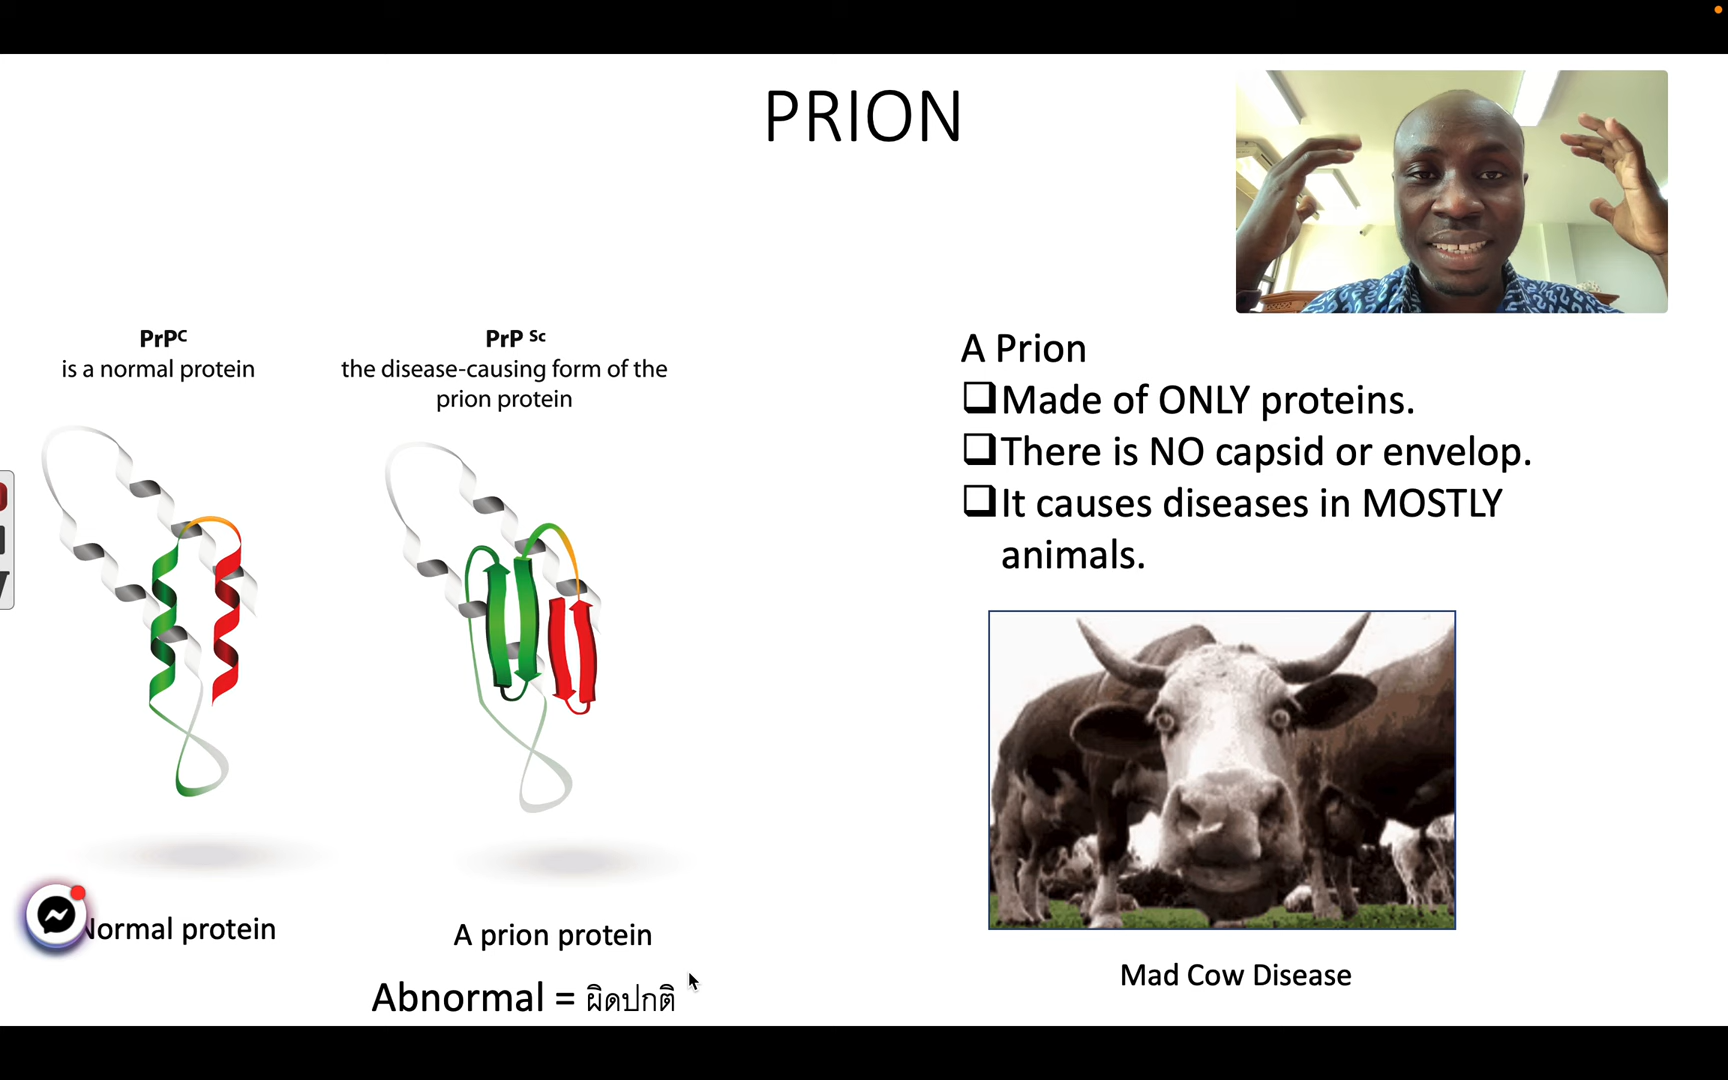 PRION
PrPC
is a normal protein
PrP Sc
the disease-causing form of the
prion protein
A Prion
Made of ONLY proteins.
There is NO capsid or envelop.
It causes diseases in MOSTLY
animals.
Normal protein
A prion protein
Abnormal = ผิดปกติ
Mad Cow Disease